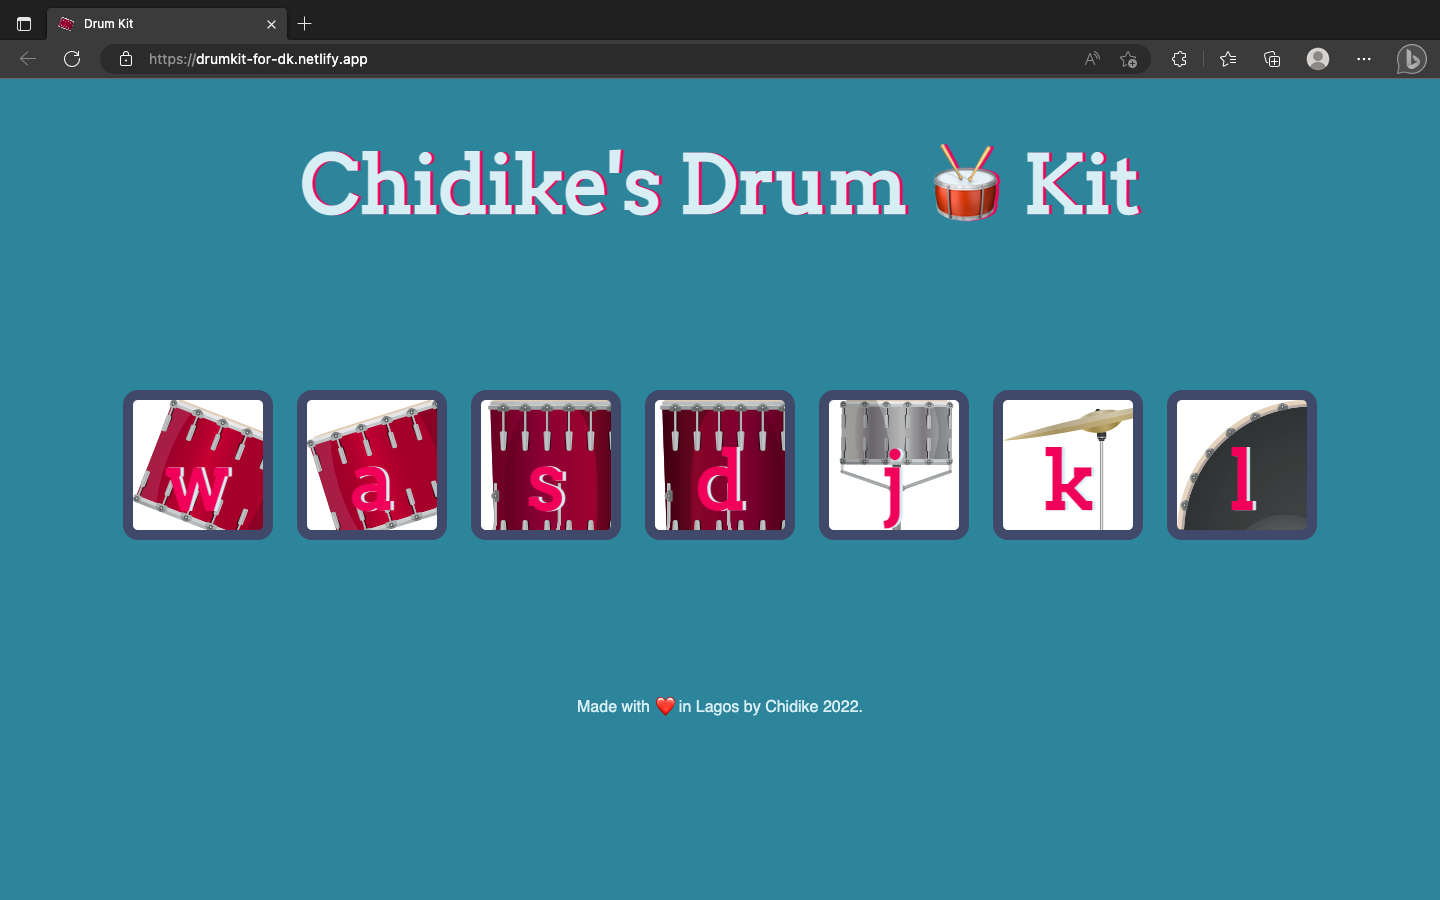 Drum Kit
https://drumkit-for-dk.netlify.app
Chidike's Drum 🥁 Kit
w a s d j k l
Made with ❤️ in Lagos by Chidike 2022.